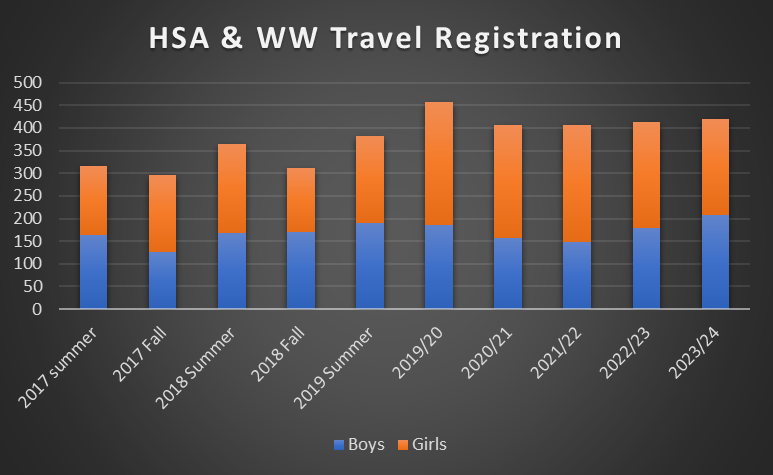 HSA & WW Travel Registration
500
450
400
350
300
250
200
150
100
50
0
2017 summer
2017 Fall
2018 Summer
2018 Fall
2019 Summer
2019/20
2020/21
2021/22
2022/23
2023/24
Boys Girls